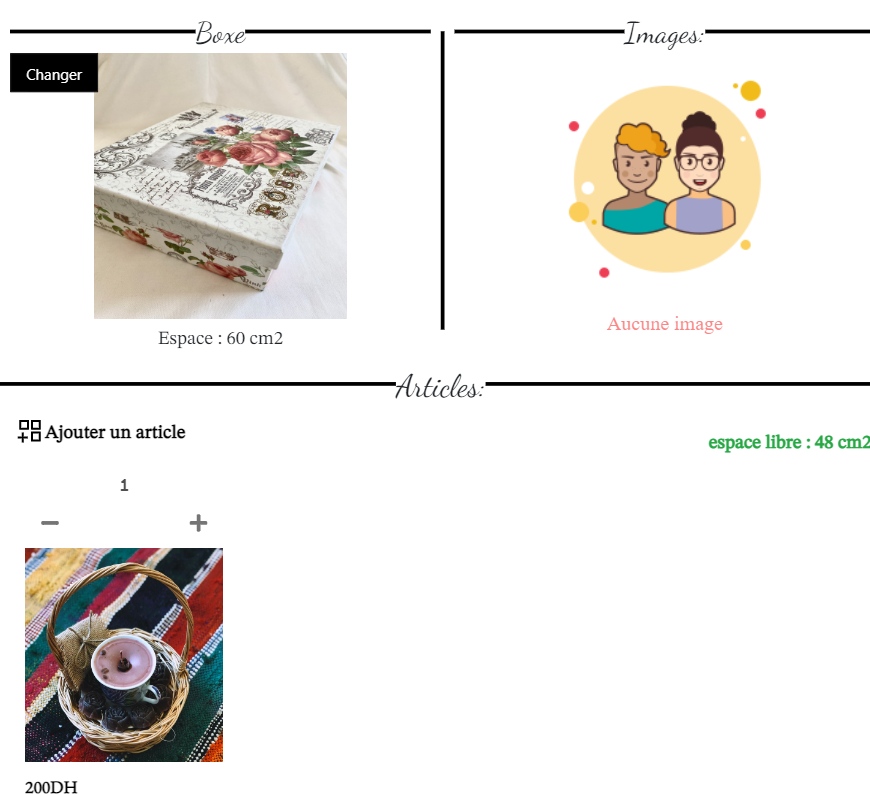 Boxe
Images:
Changer
Espace : 60 cm2
Aucune image
Articles:
Ajouter un article
espace libre : 48 cm2
1
200DH